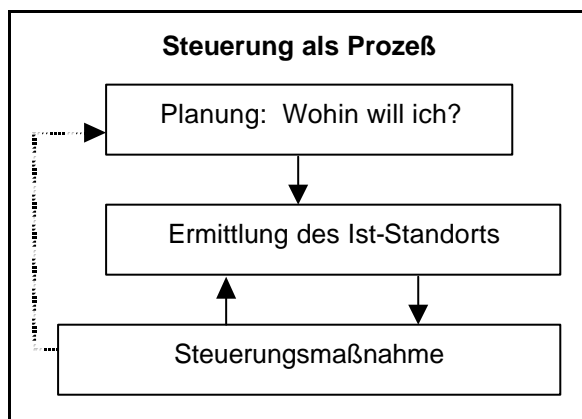 Steuerung als Prozeß
Planung: Wohin will ich?
Ermittlung des Ist-Standorts
Steuerungsmaßnahme